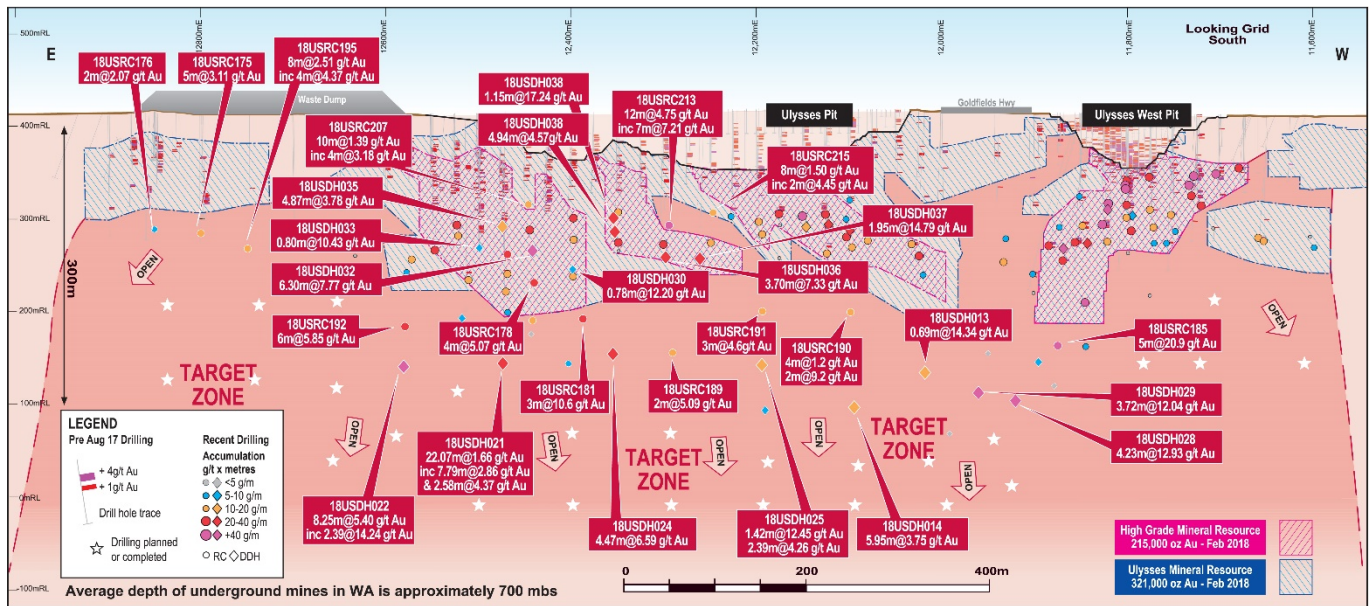 500mRL
E
12,800mE
12,600mE
12,400mE
12,200mE
12,000mE
11,800mE
11,600mE
Looking Grid
South
W
18USRC176
2m@2.07 g/t Au
18USRC175
5m@3.11 g/t Au
18USRC195
8m@2.51 g/t Au
inc 4m@4.37 g/t Au
18USDH038
1.15m@17.24 g/t Au
18USRC213
12m@4.75 g/t Au
inc 7m@7.21 g/t Au
Waste Dump
Ulysses Pit
Goldfields Hwy
Ulysses West Pit
400mRL
18USRC207
10m@1.39 g/t Au
inc 4m@3.18 g/t Au
18USDH038
4.94m@4.57 g/t Au
18USRC215
8m@1.50 g/t Au
inc 2m@4.45 g/t Au
18USDH035
4.87m@3.78 g/t Au
300mRL
18USDH037
1.95m@14.79 g/t Au
18USDH033
0.80m@10.43 g/t Au
300m
OPEN
18USDH032
6.30m@7.77 g/t Au
18USDH030
0.78m@12.20 g/t Au
18USDH036
3.70m@7.33 g/t Au
OPEN
200mRL
18USRC192
6m@5.85 g/t Au
18USRC178
4m@5.07 g/t Au
18USRC191
3m@4.6g/t Au
18USRC190
4m@1.2 g/t Au
2m@9.2 g/t Au
18USDH013
0.69m@14.34 g/t Au
18USRC185
5m@20.9 g/t Au
TARGET
ZONE
18USRC181
3m@10.6 g/t Au
18USRC189
2m@5.09 g/t Au
18USDH029
3.72m@12.04 g/t Au
100mRL
18USDH028
4.23m@12.93 g/t Au
OPEN
18USDH021
22.07m@1.66 g/t Au
inc 7.79m@2.86 g/t Au
& 2.58m@4.37 g/t Au
OPEN
TARGET
ZONE
OPEN
OPEN
TARGET
ZONE
OPEN
18USDH022
8.25m@5.40 g/t Au
inc 2.39@14.24 g/t Au
18USDH024
4.47m@6.59 g/t Au
18USDH025
1.42m@12.45 g/t Au
2.39m@4.26 g/t Au
18USDH014
5.95m@3.75 g/t Au
0mRL
LEGEND
Pre Aug 17 Drilling
+ 4g/t Au
+ 1g/t Au
Drill hole trace
Drilling planned
or completed
Recent Drilling
Accumulation
g/t x metres
<5 g/m
5-10 g/m
10-20 g/m
20-40 g/m
+40 g/m
RC
DDH
High Grade Mineral Resource
215,000 oz Au - Feb 2018
Ulysses Mineral Resource
321,000 oz Au - Feb 2018
0
200
400m
-100mRL
Average depth of underground mines in WA is approximately 700 mbs